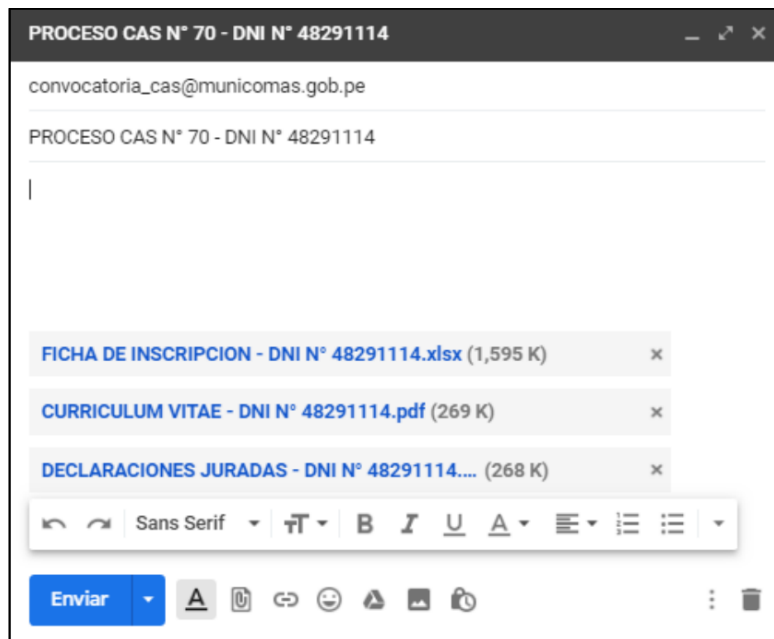 PROCESO CAS N° 70 - DNI N° 48291114
convocatoria_cas@municomas.gob.pe
PROCESO CAS N° 70 - DNI N° 48291114
FICHA DE INSCRIPCION - DNI N° 48291114.xlsx (1,595 K)
CURRICULUM VITAE - DNI N° 48291114.pdf (269 K)
DECLARACIONES JURADAS - DNI N° 48291114.... (268 K)
Sans Serif
Enviar